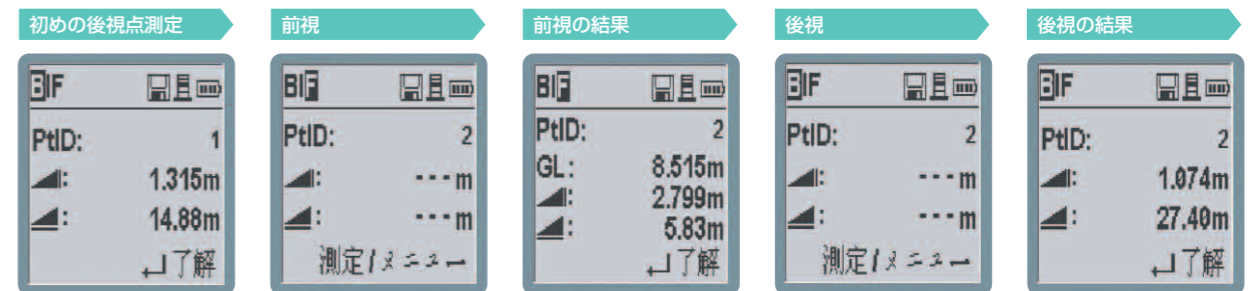 初めの後視点測定
BIF
PtID: 1
: 1.315m
: 14.88m
↵了解
前視
BIF
PtID: 2
: ---m
: ---m
測定/メニュー
前視の結果
BIF
PtID: 2
GL: 8.515m
: 2.799m
: 5.83m
↵了解
後視
BIF
PtID: 2
: ---m
: ---m
測定/メニュー
後視の結果
BIF
PtID: 2
: 1.074m
: 27.40m
↵了解